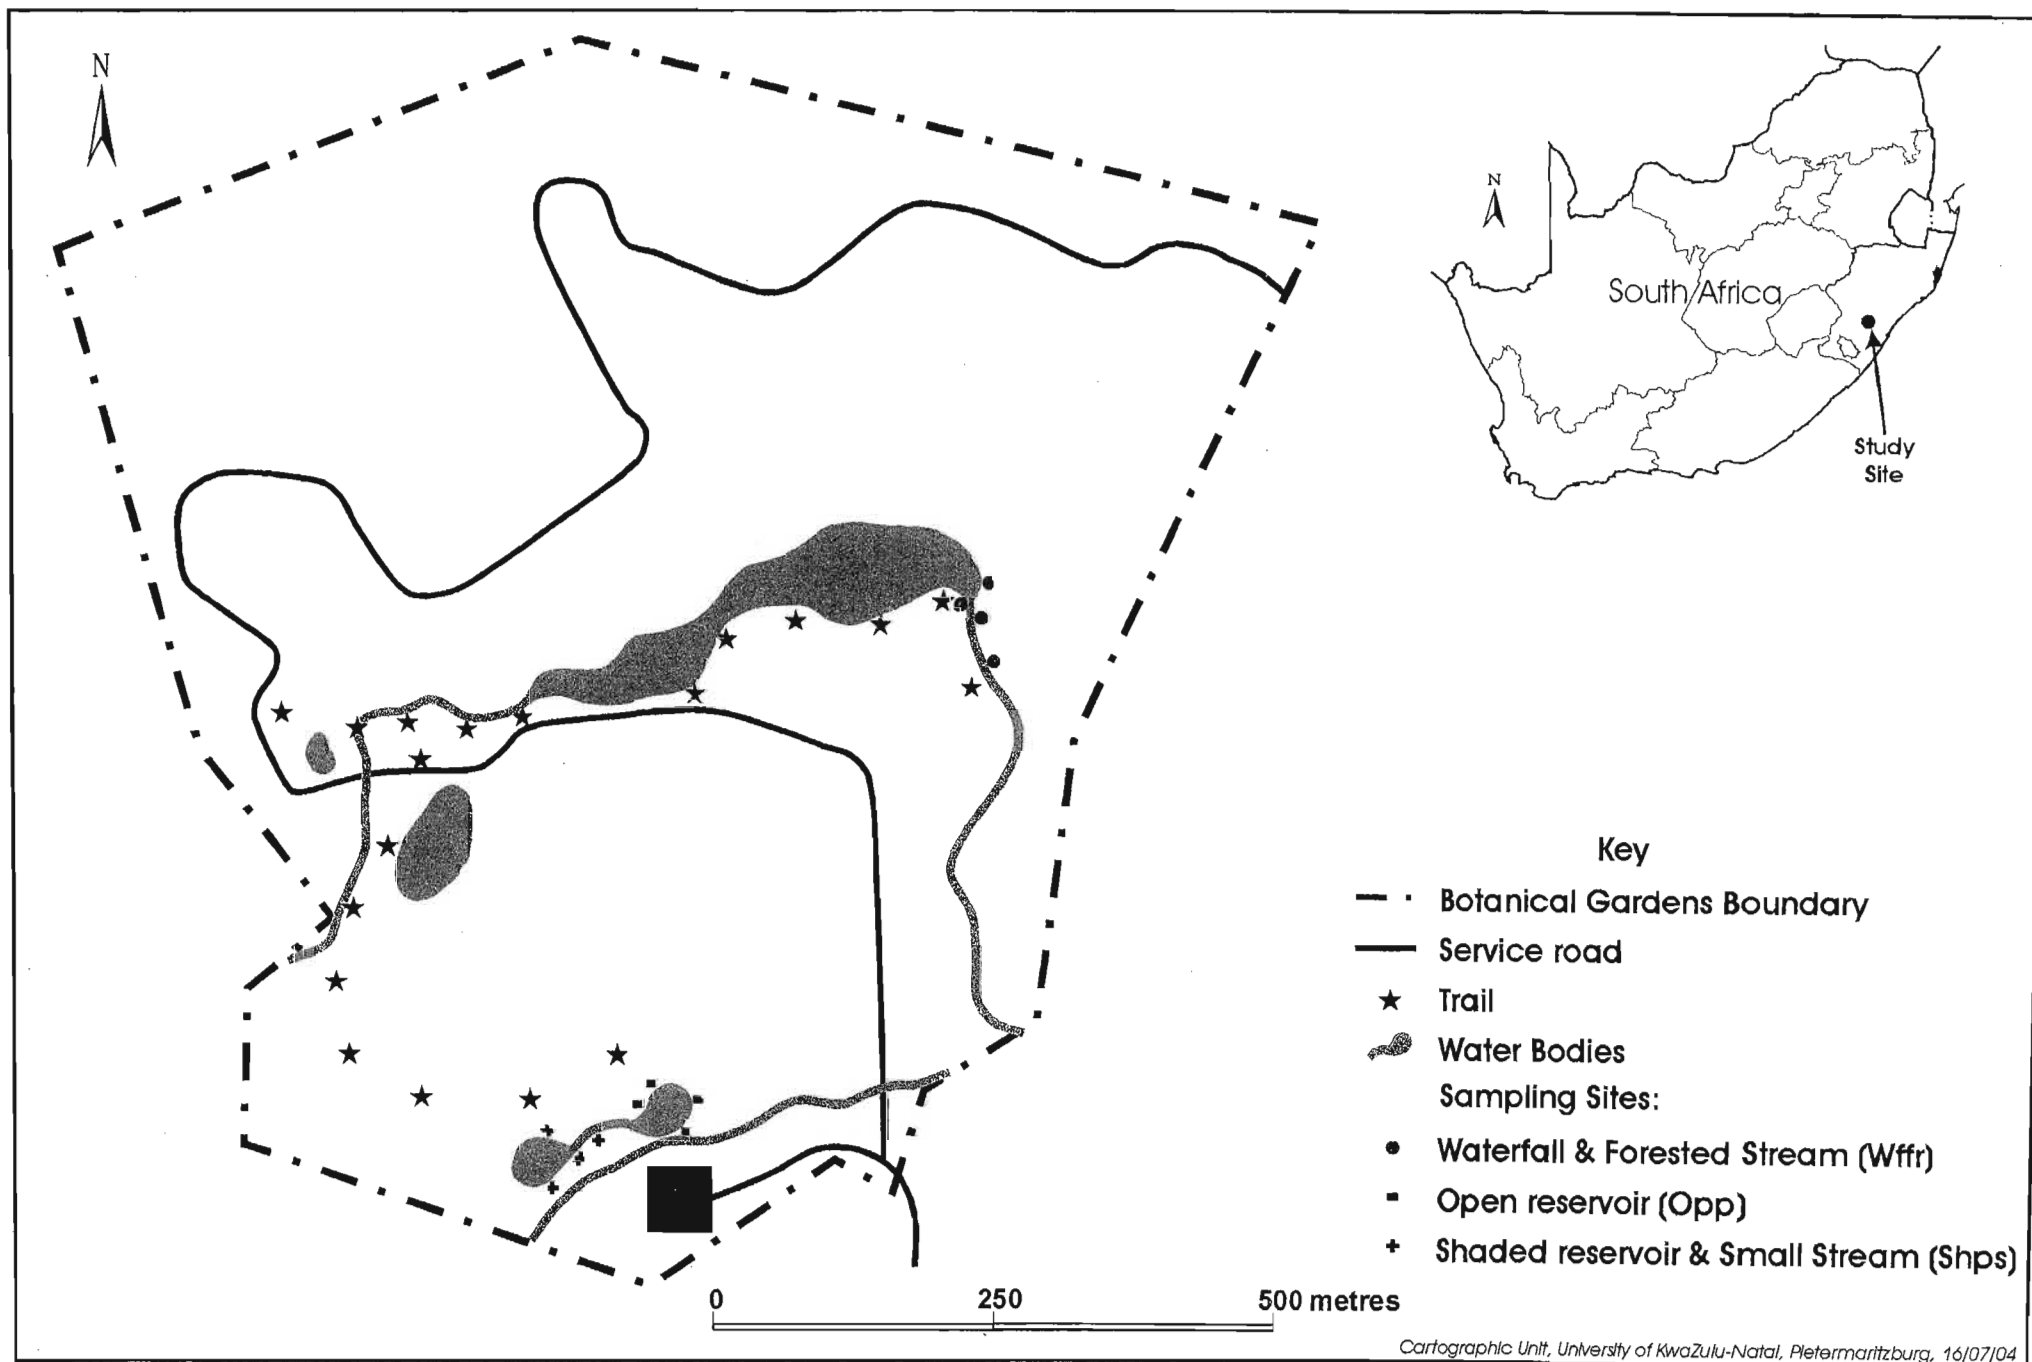 N
N
South Africa
Study
Site
Key
Botanical Gardens Boundary
Service road
Trail
Water Bodies
Sampling Sites:
Waterfall & Forested Stream (Wffr)
Open reservoir (Opp)
Shaded reservoir & Small Stream (Shps)
0 250 500 metres
Cartographic Unit, University of KwaZulu-Natal, Pietermaritzburg, 16/07/04